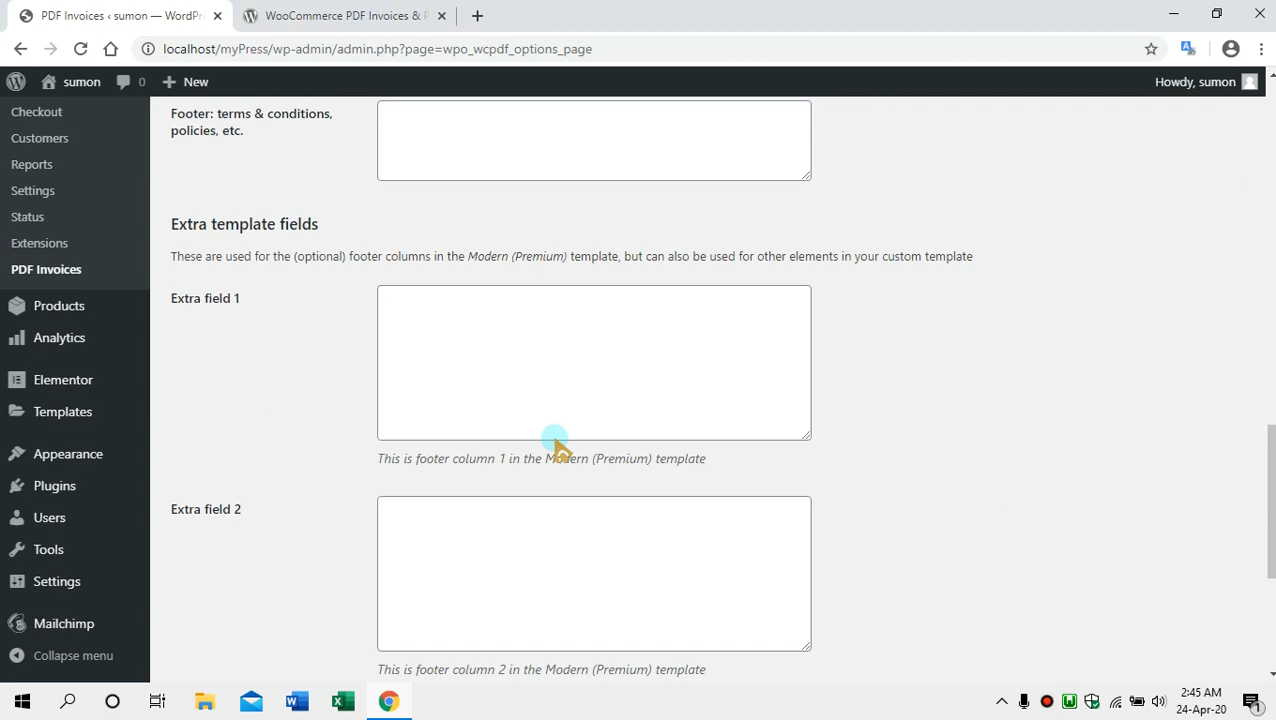 PDF Invoices ‹ sumon — WordPr
WooCommerce PDF Invoices & P
localhost/myPress/wp-admin/admin.php?page=wpo_wcpdf_options_page
sumon
0
New
Howdy, sumon
Checkout
Customers
Reports
Settings
Status
Extensions
PDF Invoices
Products
Analytics
Elementor
Templates
Appearance
Plugins
Users
Tools
Settings
Mailchimp
Collapse menu
Footer: terms & conditions,
policies, etc.
Extra template fields
These are used for the (optional) footer columns in the Modern (Premium) template, but can also be used for other elements in your custom template
Extra field 1
This is footer column 1 in the Modern (Premium) template
Extra field 2
This is footer column 2 in the Modern (Premium) template
2:45 AM
24-Apr-20
1